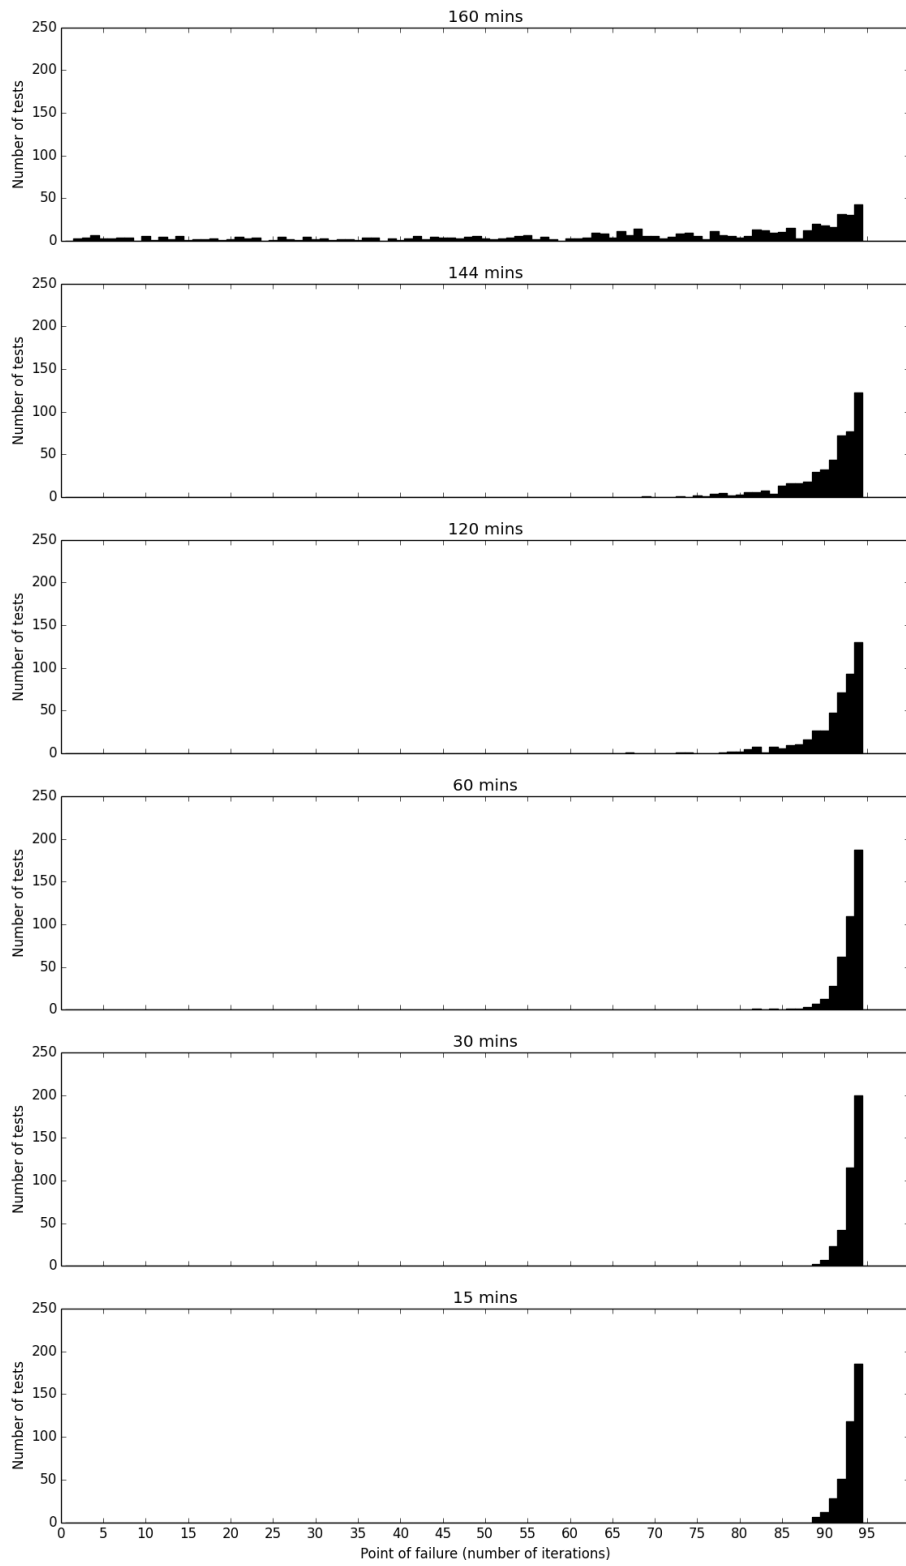 160 mins
250
200
150
100
50
0
Number of tests
144 mins
250
200
150
100
50
0
Number of tests
120 mins
250
200
150
100
50
0
Number of tests
60 mins
250
200
150
100
50
0
Number of tests
30 mins
250
200
150
100
50
0
Number of tests
15 mins
250
200
150
100
50
0
Number of tests
0 5 10 15 20 25 30 35 40 45 50 55 60 65 70 75 80 85 90 95
Point of failure (number of iterations)